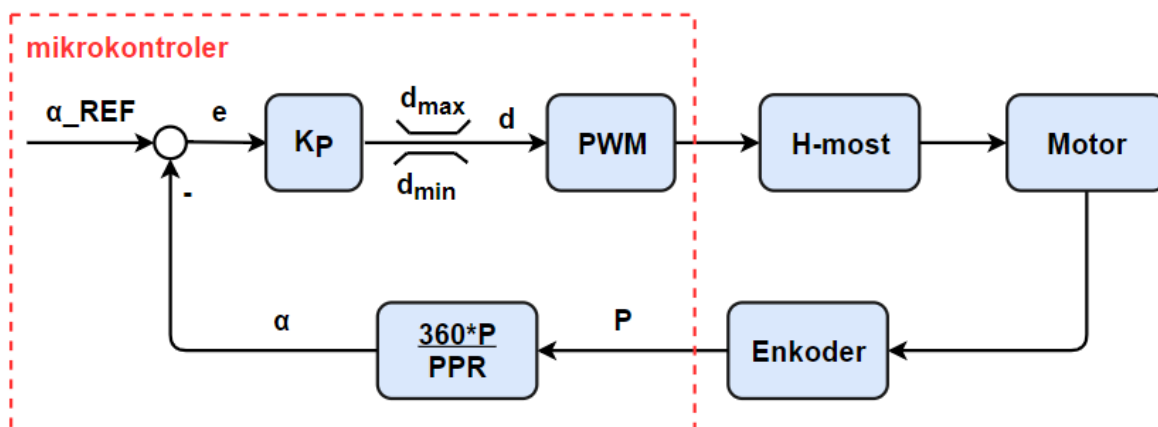 mikrokontroler
α_REF
e
KP
dmax
dmin
d
PWM
H-most
Motor
-
α
360*P
PPR
P
Enkoder